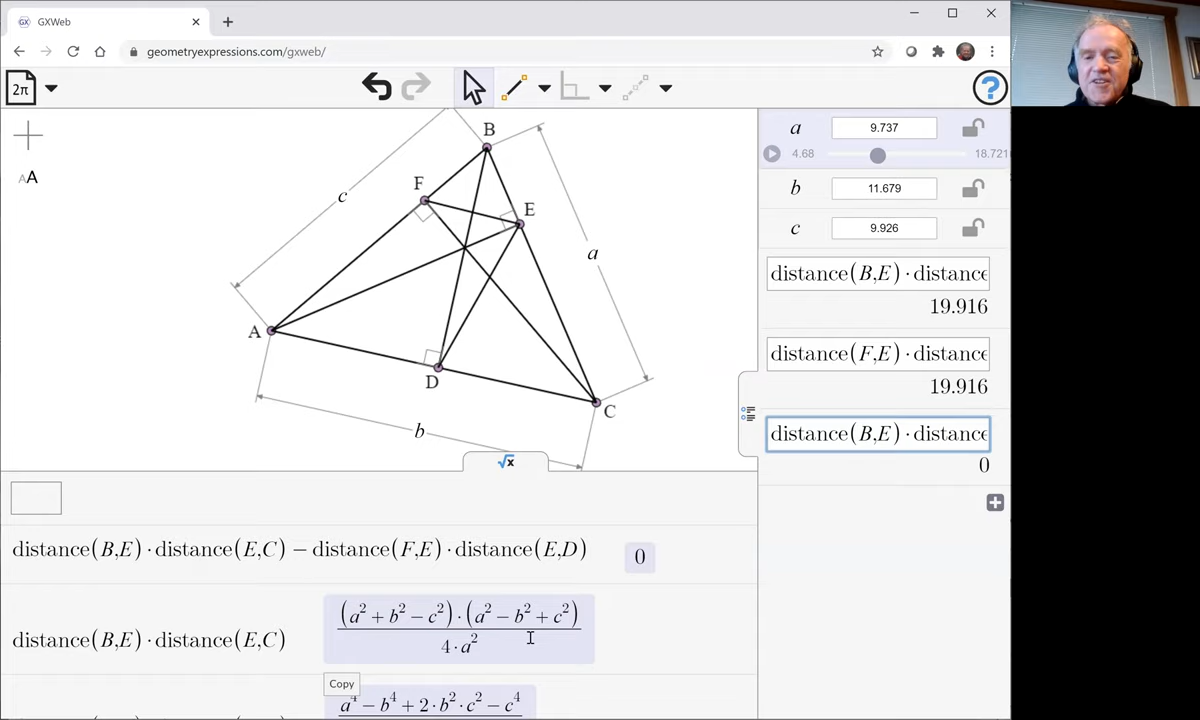 GXWeb
geometryexpressions.com/gxweb/
2π
?
AA
B
F
E
c
a
A
D
C
b
√x
a 9.737
4.68 18.721
b 11.679
c 9.926
distance(B,E)·distance
19.916
distance(F,E)·distance
19.916
distance(B,E)·distance
0
distance(B,E)·distance(E,C)−distance(F,E)·distance(E,D) 0
distance(B,E)·distance(E,C) (a²+b²−c²)·(a²−b²+c²)
4·a²
Copy
a⁴−b⁴+2·b²·c²−c⁴